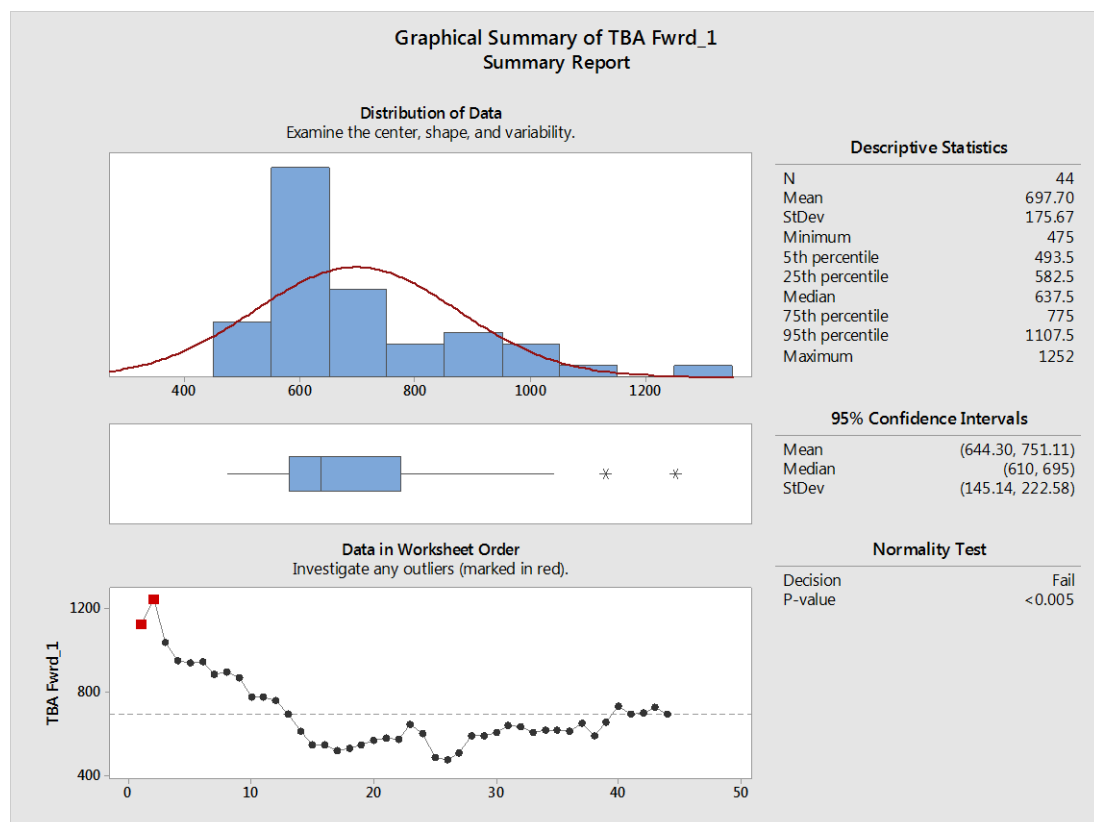 Graphical Summary of TBA Fwrd_1
Summary Report
Distribution of Data
Examine the center, shape, and variability.
400 600 800 1000 1200
Data in Worksheet Order
Investigate any outliers (marked in red).
TBA Fwrd_1
1200
800
400
0 10 20 30 40 50
Descriptive Statistics
N 44
Mean 697.70
StDev 175.67
Minimum 475
5th percentile 493.5
25th percentile 582.5
Median 637.5
75th percentile 775
95th percentile 1107.5
Maximum 1252
95% Confidence Intervals
Mean (644.30, 751.11)
Median (610, 695)
StDev (145.14, 222.58)
Normality Test
Decision Fail
P-value <0.005